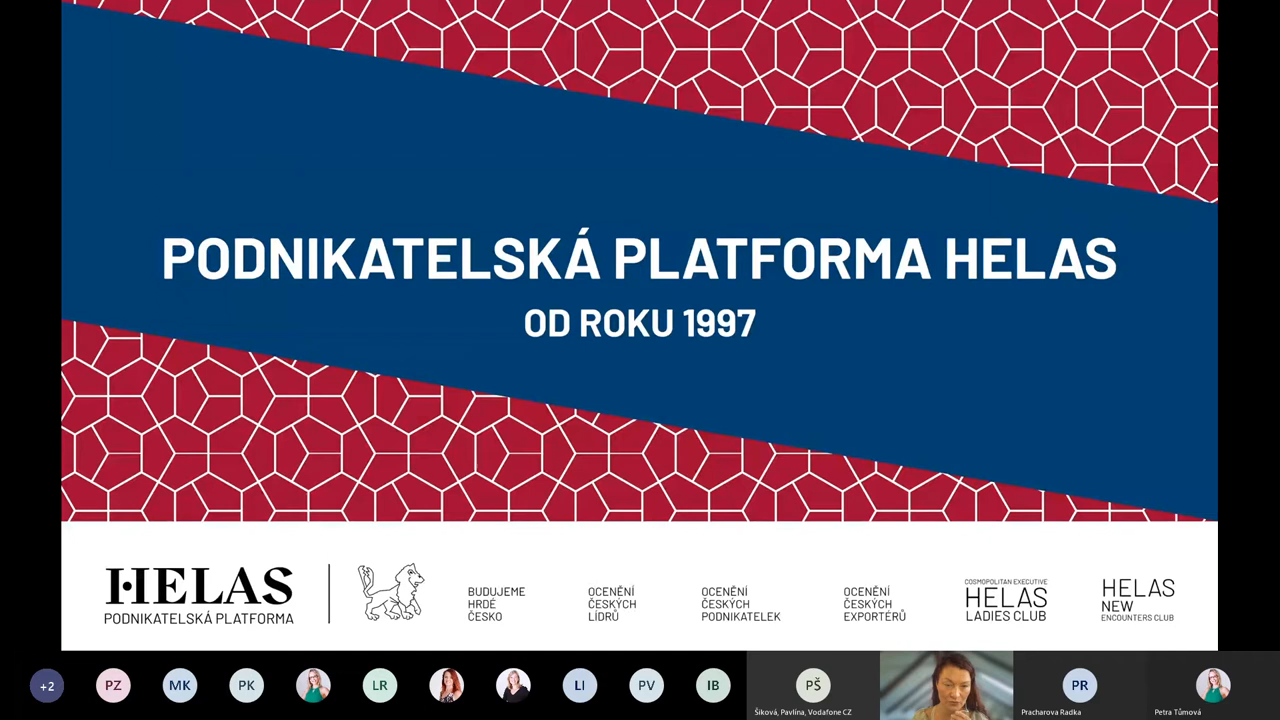 PODNIKATELSKÁ PLATFORMA HELAS
OD ROKU 1997
HELAS
PODNIKATELSKÁ PLATFORMA
BUDUJEME
HRDÉ
ČESKO
OCENĚNÍ
ČESKÝCH
LÍDRŮ
OCENĚNÍ
ČESKÝCH
PODNIKATELEK
OCENĚNÍ
ČESKÝCH
EXPORTÉRŮ
COSMOPOLITAN EXECUTIVE
HELAS
LADIES CLUB
HELAS
NEW
ENCOUNTERS CLUB
+2
PZ
MK
PK
LR
LI
PV
IB
PŠ
Šiková, Pavlína, Vodafone CZ
PR
Pracharova Radka
Petra Tůmová